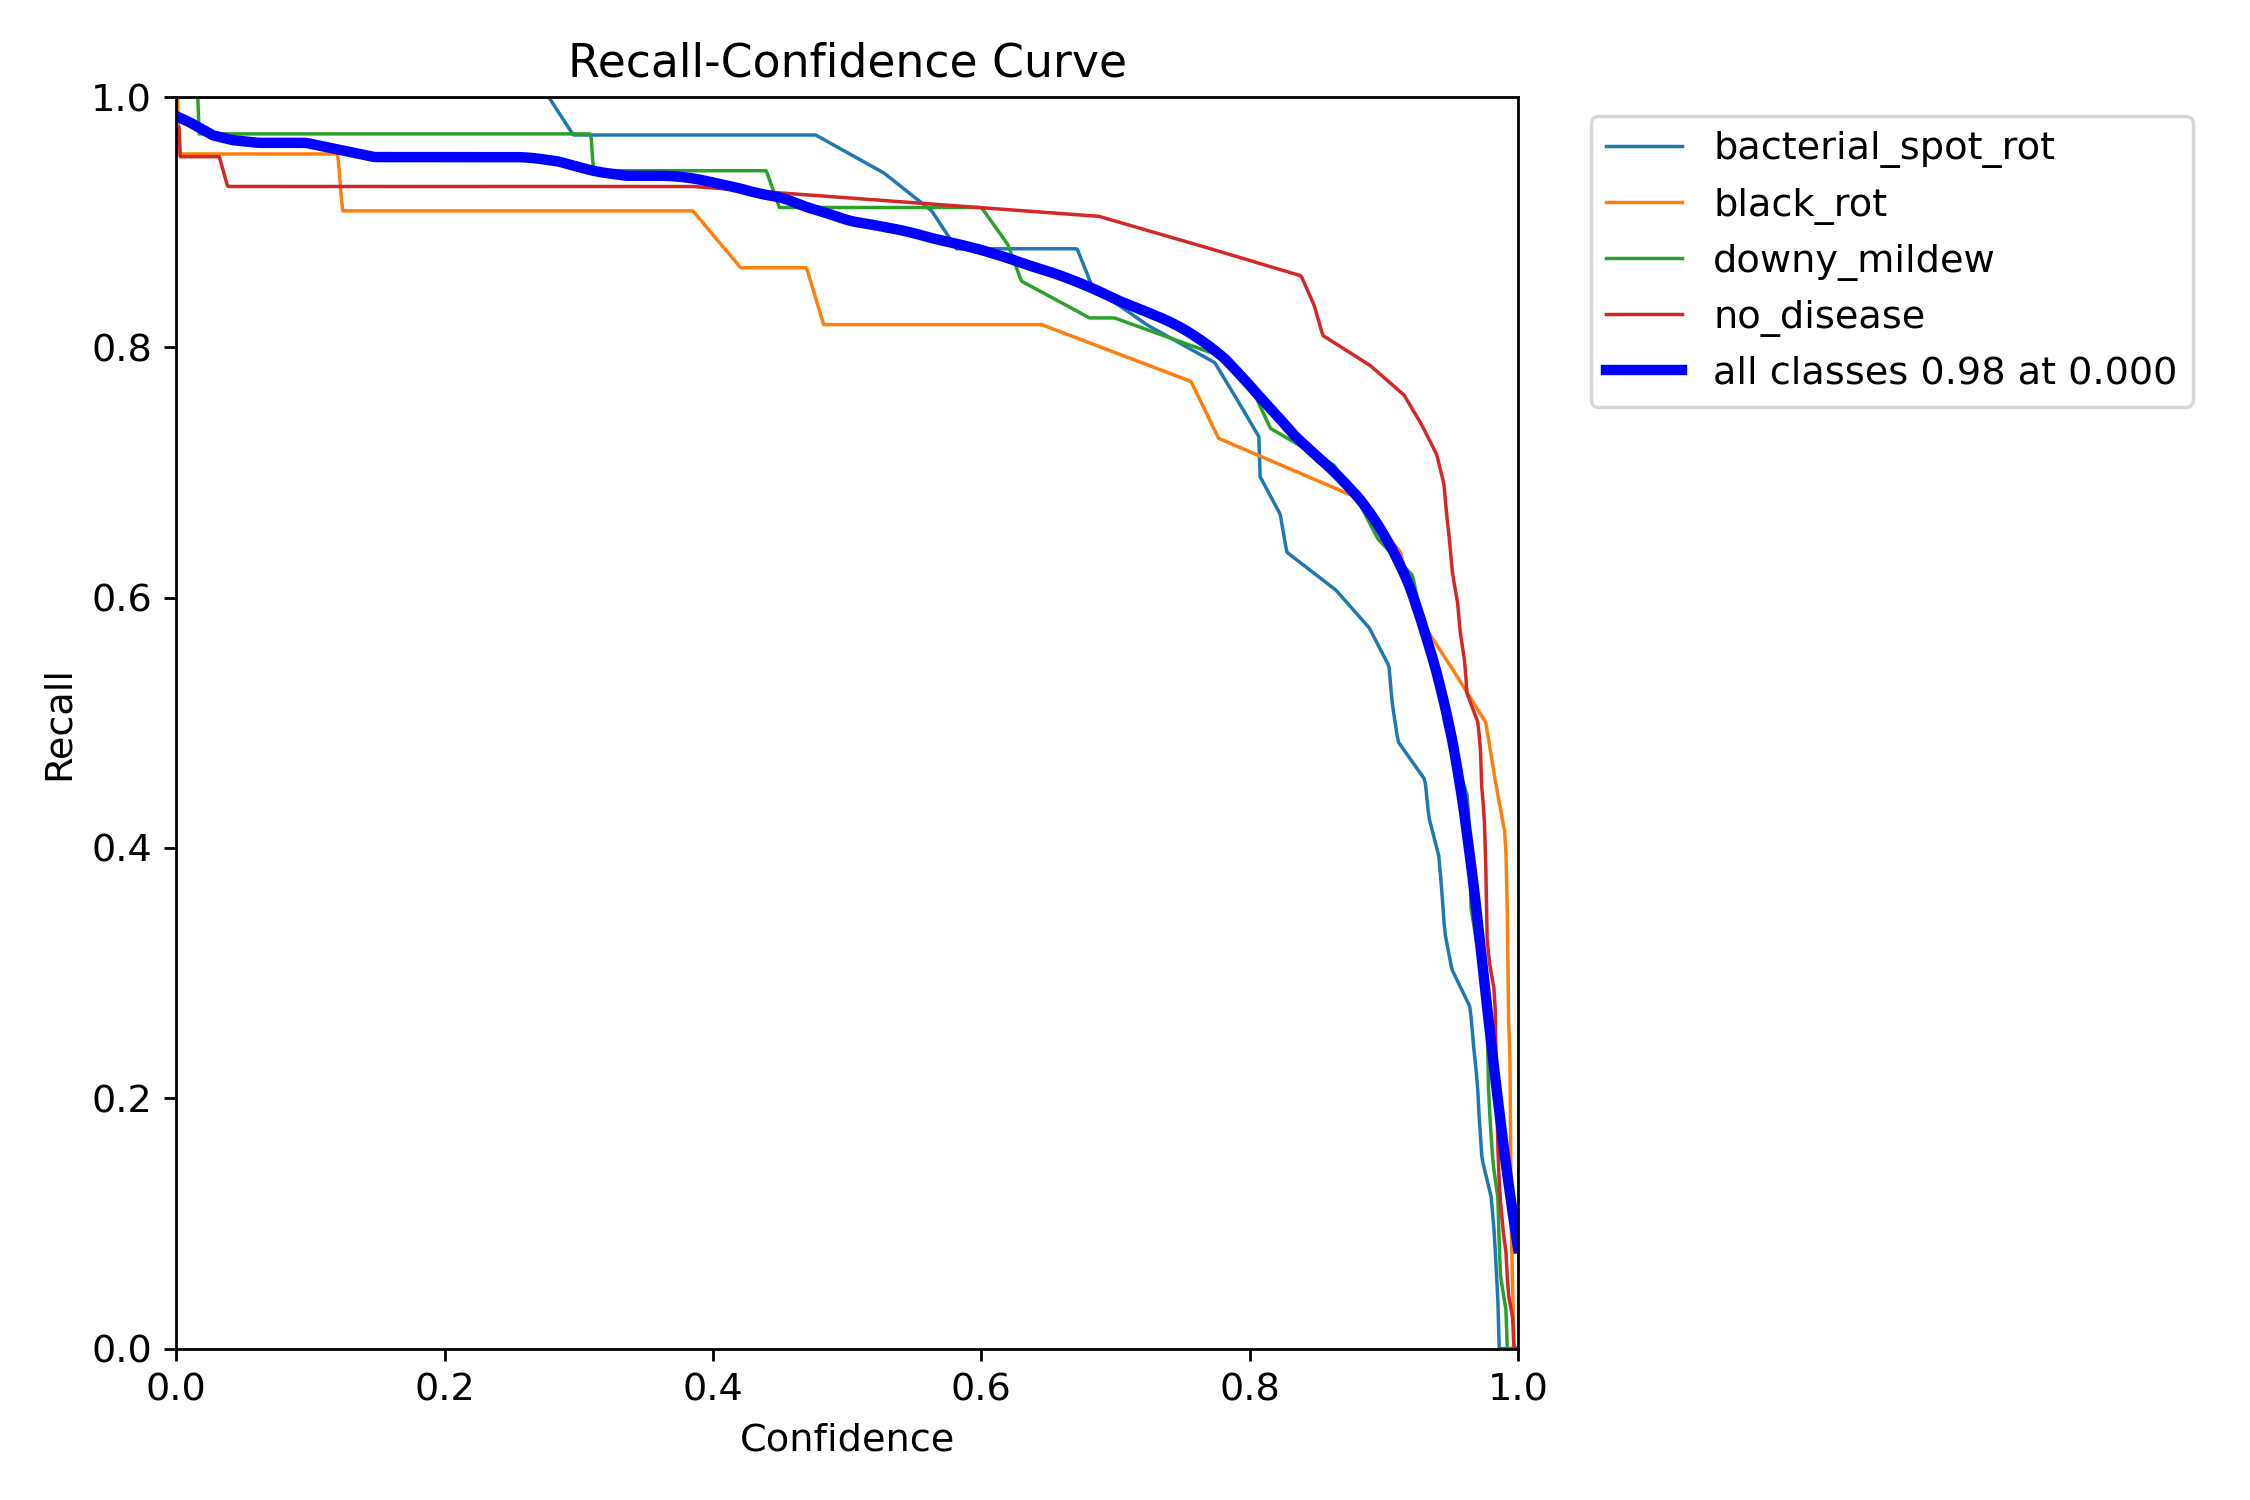 Recall-Confidence Curve
1.0
0.8
0.6
0.4
0.2
0.0
Recall
0.0 0.2 0.4 0.6 0.8 1.0
Confidence
bacterial_spot_rot
black_rot
downy_mildew
no_disease
all classes 0.98 at 0.000